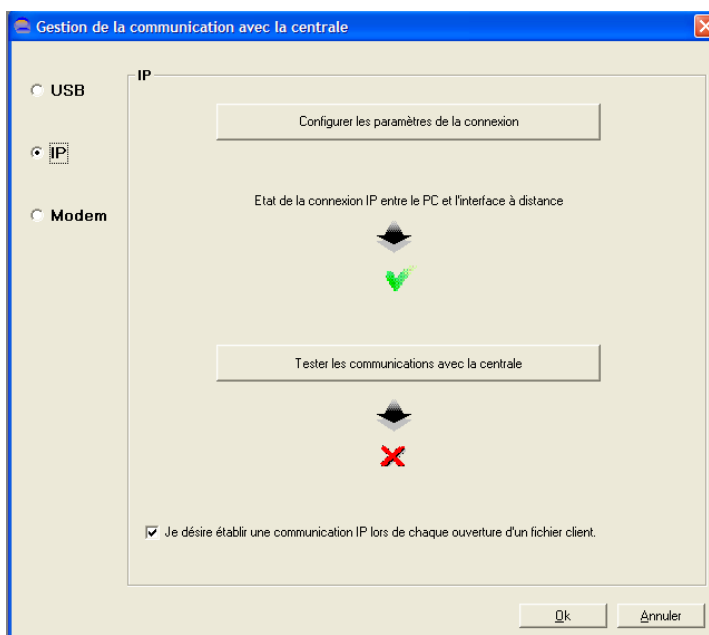 Gestion de la communication avec la centrale
USB
IP
Modem
IP
Configurer les paramètres de la connexion
Etat de la connexion IP entre le PC et l'interface à distance
Tester les communications avec la centrale
Je désire établir une communication IP lors de chaque ouverture d'un fichier client.
Ok
Annuler